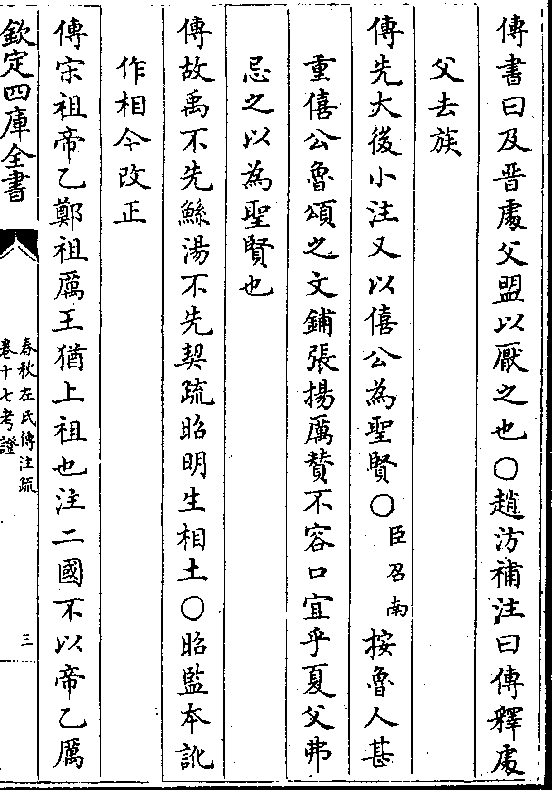 傳書曰及晋處父盟以厭之也〇趙汸補注曰傳釋處
父去族
傳先大後小注又以僖公為聖賢〇臣召南按魯人甚
重僖公魯頌之文鋪張揚厲賛不容口宜乎夏父弗
忌之以為聖賢也
傳故禹不先鯀湯不先契疏昭明生相土〇昭監本訛
作相今改正
傳宋祖帝乙鄭祖厲王猶上祖也注二國不以帝乙厲
欽定四庫全書
春秋左氏傳注疏
卷十七考證
三